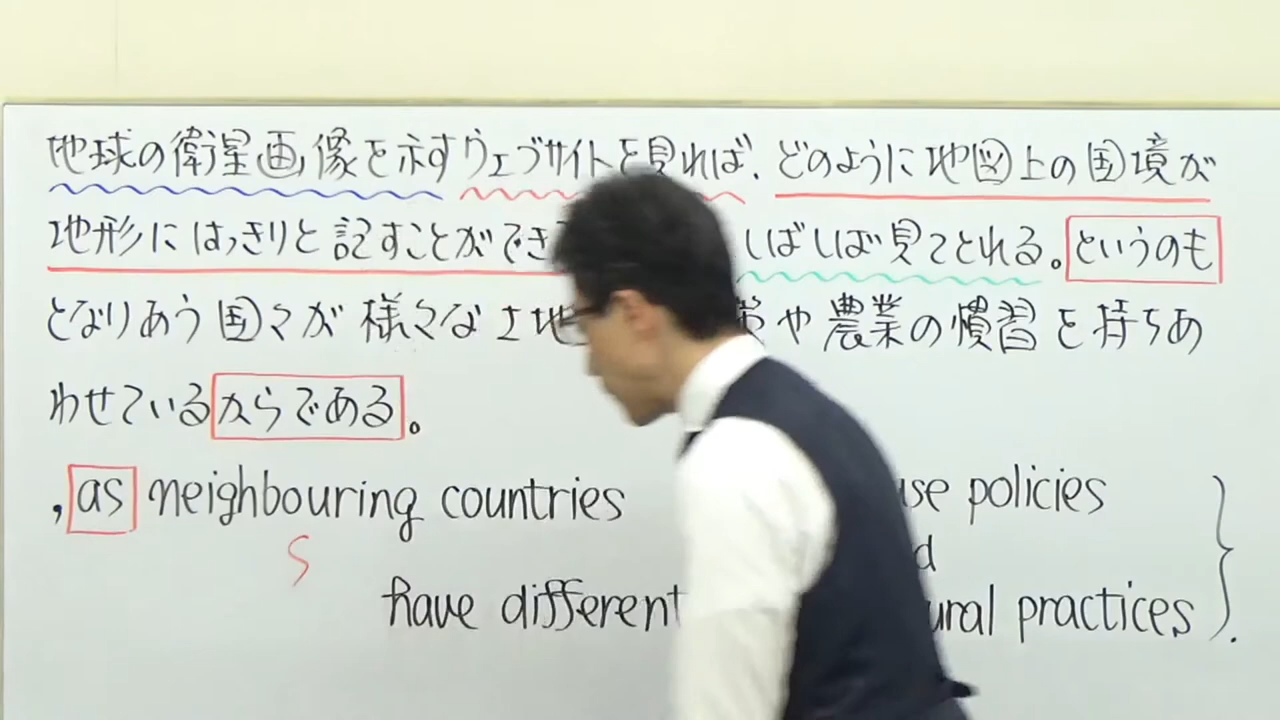 地球の衛星画像を示すウェブサイトを見れば、どのように地図上の国境が
地形にはっきりと記すことができ しばしば見てとれる。というのも
となりあう国々が様々な土地 や農業の慣習を持ちあ
わせているからである。
, as neighbouring countries policies
S
have different practices.